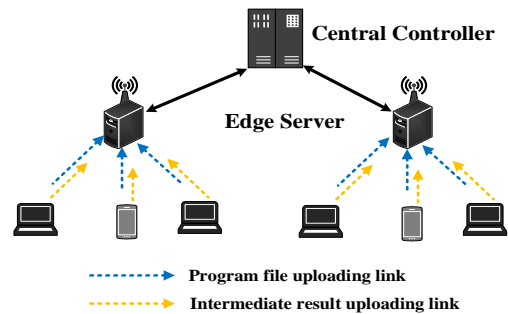 Central Controller
Edge Server
Program file uploading link
Intermediate result uploading link